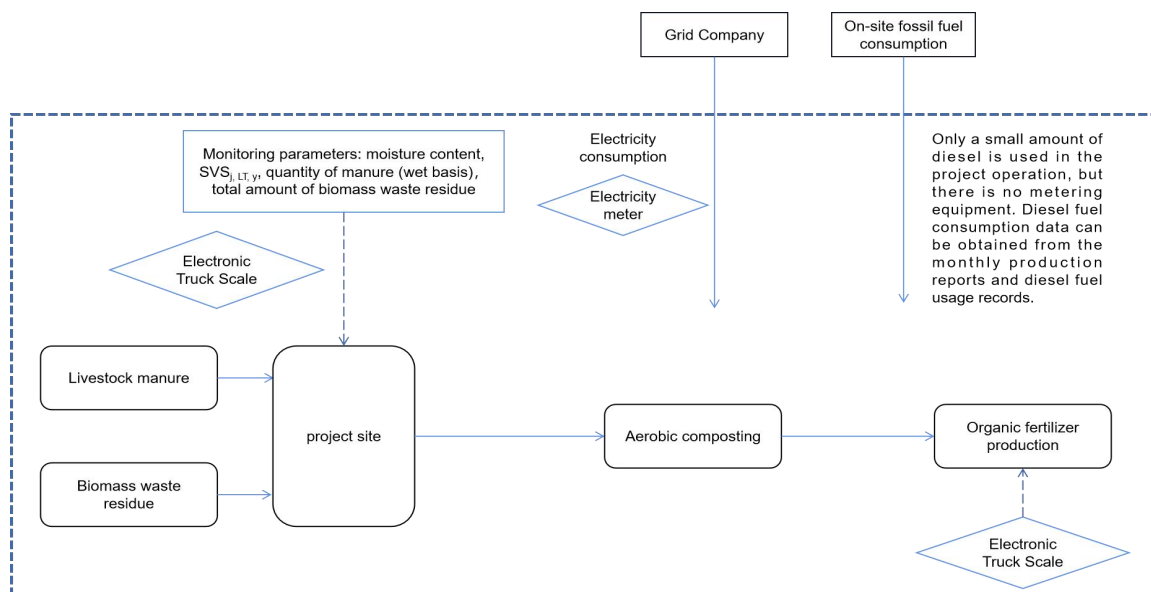 Grid Company
On-site fossil fuel
consumption
Monitoring parameters: moisture content,
SVSj, LT, y, quantity of manure (wet basis),
total amount of biomass waste residue
Electricity
consumption
Electricity
meter
Only a small amount of
diesel is used in the
project operation, but
there is no metering
equipment. Diesel fuel
consumption data can
be obtained from the
monthly production
reports and diesel fuel
usage records.
Electronic
Truck Scale
Livestock manure
project site
Aerobic composting
Organic fertilizer
production
Biomass waste
residue
Electronic
Truck Scale